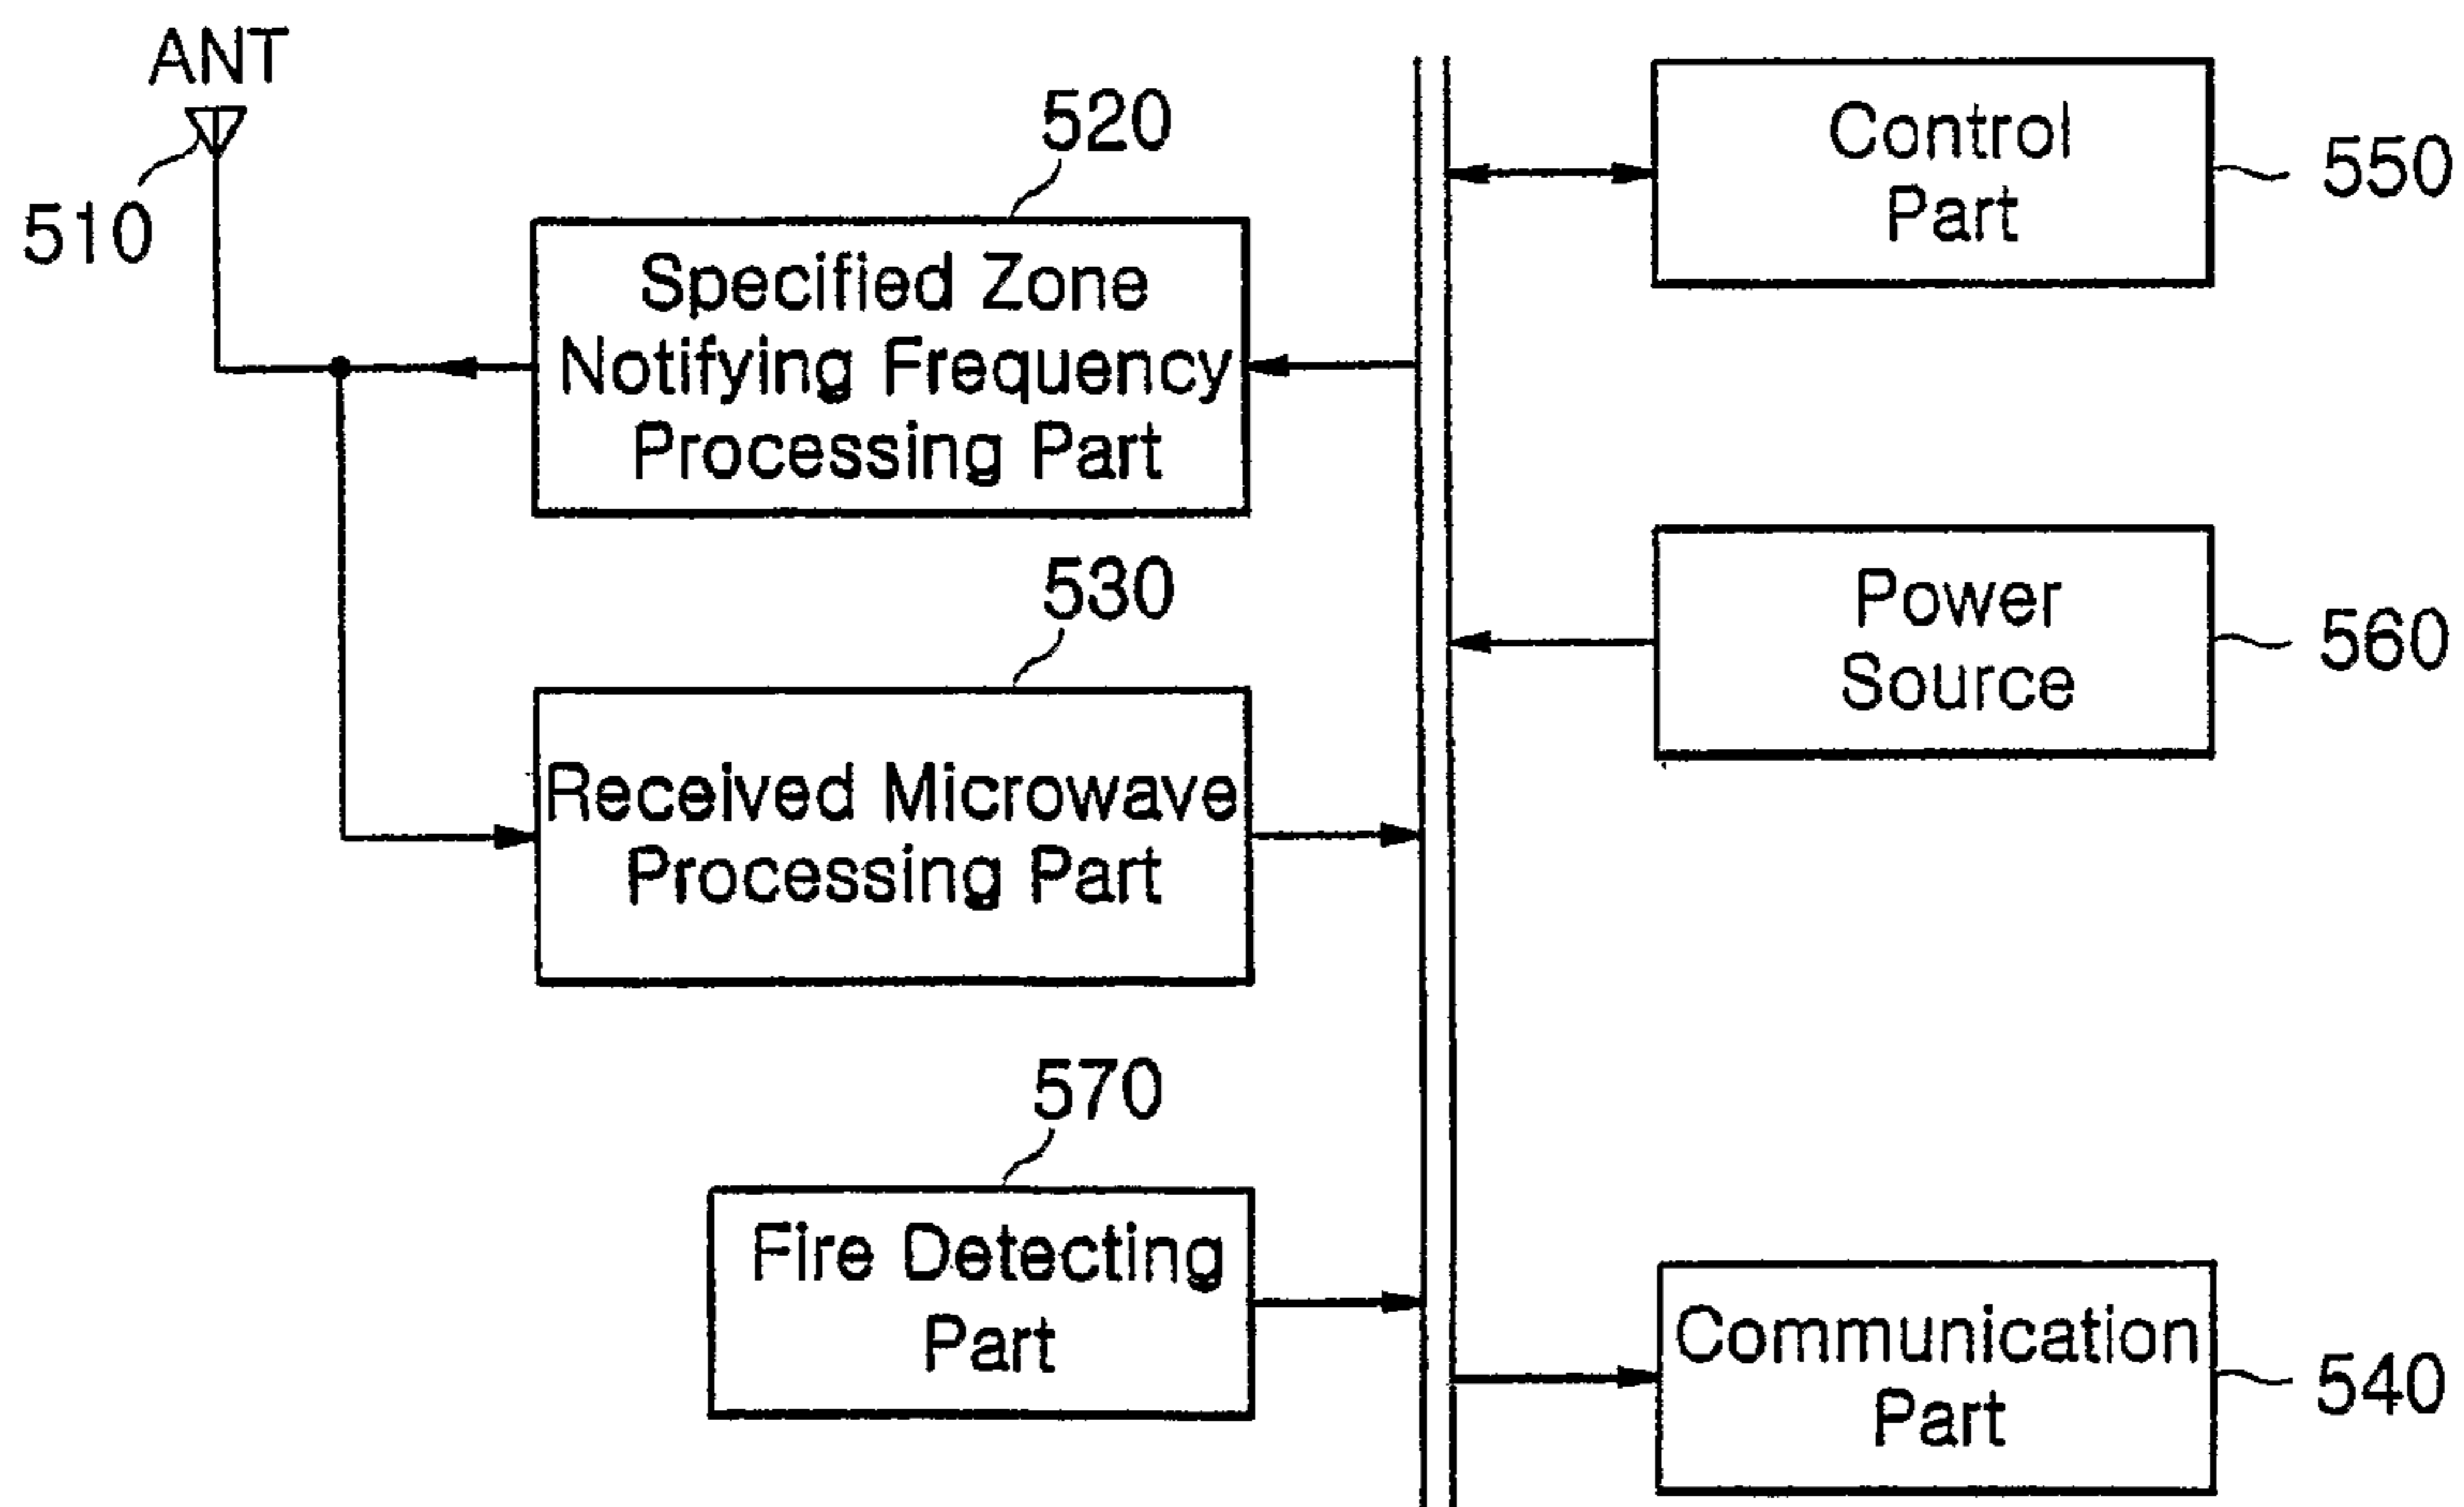 ANT
510
520
Specified Zone
Notifying Frequency
Processing Part
530
Received Microwave
Processing Part
570
Fire Detecting
Part
Control
Part
550
Power
Source
560
Communication
Part
540